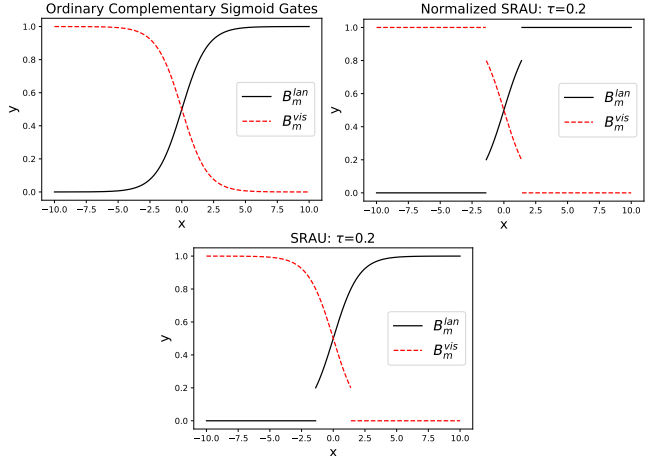 Ordinary Complementary Sigmoid Gates
1.0
0.8
0.6
0.4
0.2
0.0
y
B_m^{lan}
B_m^{vis}
−10.0 −7.5 −5.0 −2.5 0.0 2.5 5.0 7.5 10.0
x
Normalized SRAU: τ=0.2
1.0
0.8
0.6
0.4
0.2
0.0
y
B_m^{lan}
B_m^{vis}
−10.0 −7.5 −5.0 −2.5 0.0 2.5 5.0 7.5 10.0
x
SRAU: τ=0.2
1.0
0.8
0.6
0.4
0.2
0.0
y
B_m^{lan}
B_m^{vis}
−10.0 −7.5 −5.0 −2.5 0.0 2.5 5.0 7.5 10.0
x